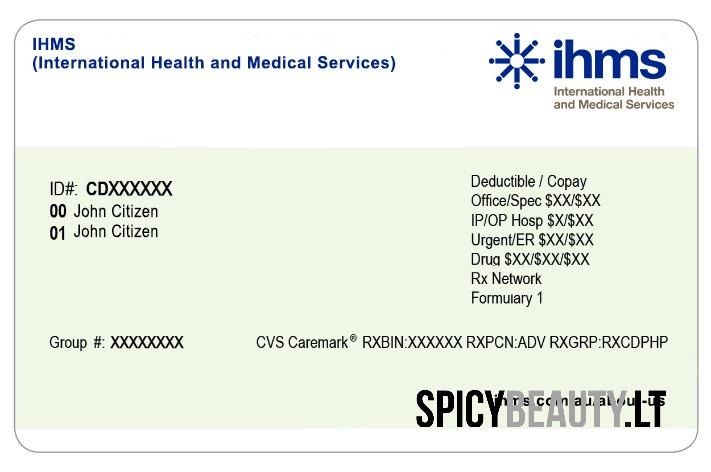 IHMS
(International Health and Medical Services)
ihms
International Health
and Medical Services
ID#: CDXXXXXX
00 John Citizen
01 John Citizen
Deductible / Copay
Office/Spec $XX/$XX
IP/OP Hosp $X/$XX
Urgent/ER $XX/$XX
Drug $XX/$XX/$XX
Rx Network
Formulary 1
Group #: XXXXXXXX
CVS Caremark® RXBIN:XXXXXX RXPCN:ADV RXGRP:RXCDPHP
ihms.com.au/about-us
SPICYBEAUTY.LT